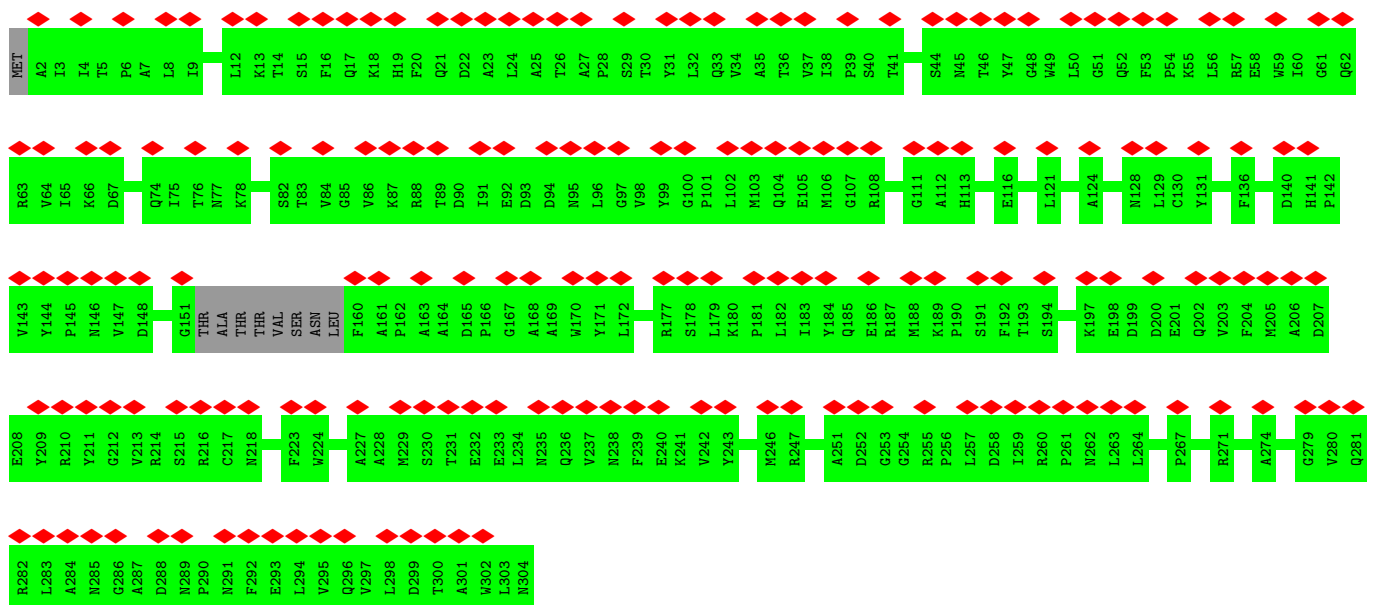 MET A2 I3 I4 T5 P6 A7 L8 I9 L12 K13 T14 S15 F16 Q17 K18 H19 F20 Q21 D22 A23 L24 A25 T26 A27 P28 S29 T30 Y31 L32 Q33 V34 A35 T36 V37 I38 P39 S40 T41 S44 N45 T46 Y47 G48 W49 L50 G51 Q52 F53 P54 K55 L56 R57 E58 W59 I60 G61 Q62
R63 V64 I65 K66 D67 Q74 I75 T76 N77 K78 S82 T83 V84 G85 V86 K87 R88 T89 D90 I91 E92 D93 D94 N95 L96 G97 V98 Y99 G100 P101 L102 M103 Q104 E105 M106 G107 R108 G111 A112 H113 E116 L121 A124 N128 L129 C130 Y131 F136 D140 H141 P142
V143 Y144 P145 N146 V147 D148 G151 THR ALA THR THR VAL SER ASN LEU F160 A161 P162 A163 A164 D165 P166 G167 A168 A169 W170 Y171 L172 R177 S178 L179 K180 P181 L182 I183 Y184 Q185 E186 R187 M188 K189 P190 S191 F192 T193 S194 K197 E198 D199 D200 E201 Q202 V203 F204 M205 A206 D207
E208 Y209 R210 Y211 G212 V213 R214 S215 R216 C217 N218 F223 W224 A227 A228 M229 S230 T231 E232 E233 L234 N235 Q236 V237 N238 F239 E240 K241 V242 Y243 M246 R247 A251 D252 G253 G254 R255 P256 L257 D258 I259 R260 P261 N262 L263 L264 P267 R271 A274 G279 V280 Q281
R282 L283 A284 N285 G286 A287 D288 N289 P290 N291 F292 E293 L294 V295 Q296 V297 L298 D299 T300 A301 W302 L303 N304